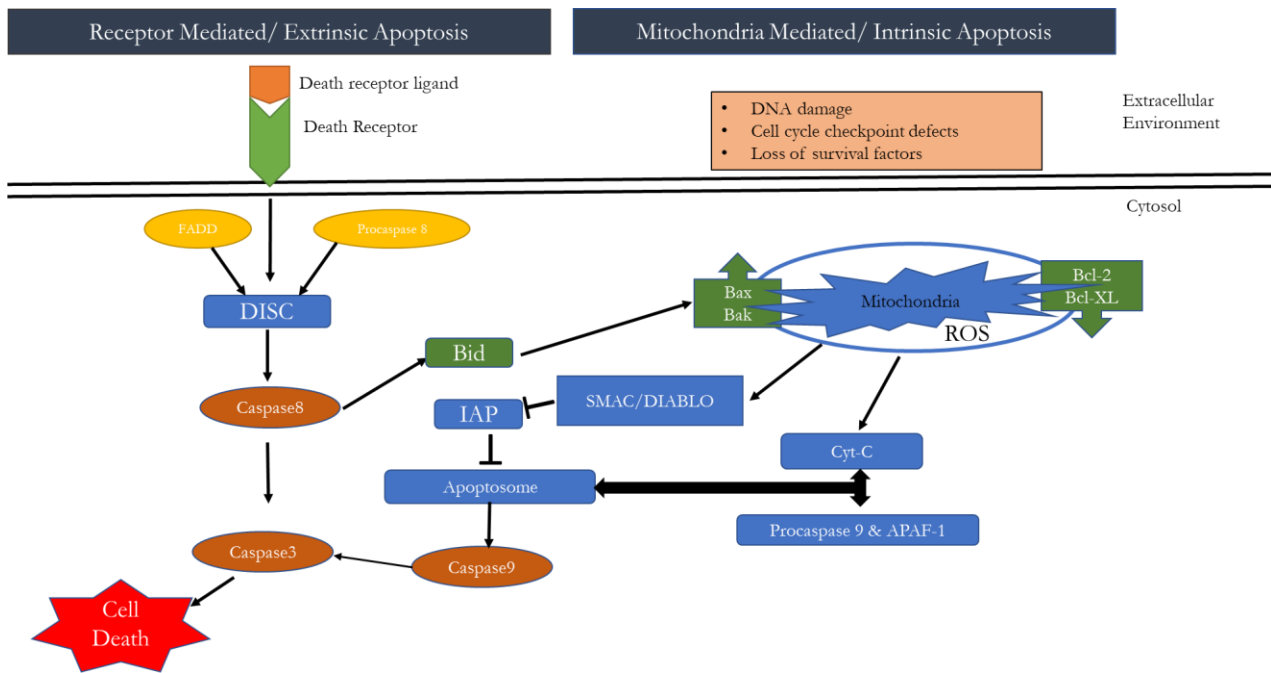 Receptor Mediated/ Extrinsic Apoptosis
Mitochondria Mediated/ Intrinsic Apoptosis
Death receptor ligand
Death Receptor
• DNA damage
• Cell cycle checkpoint defects
• Loss of survival factors
Extracellular
Environment
Cytosol
FADD
Procaspase 8
DISC
Bax
Bak
Mitochondria
ROS
Bcl-2
Bcl-XL
Bid
Caspase8
IAP
SMAC/DIABLO
Cyt-C
Apoptosome
Procaspase 9 & APAF-1
Caspase3
Caspase9
Cell
Death